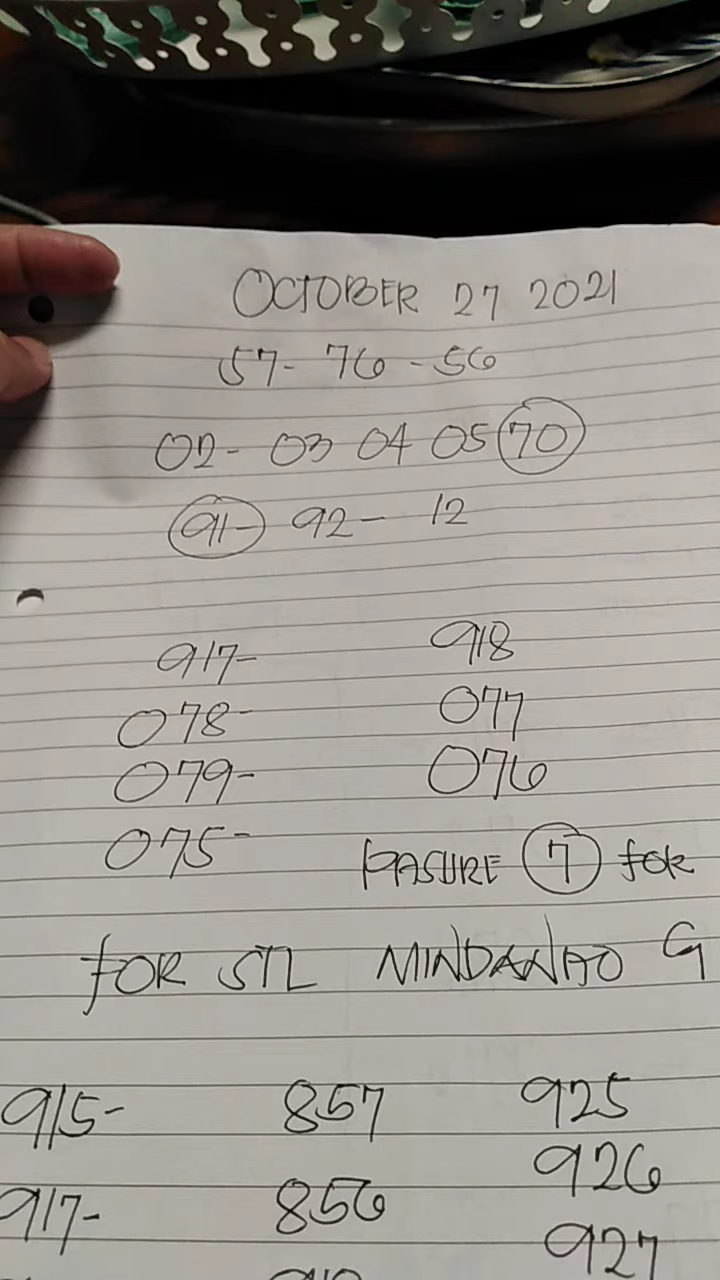 OCTOBER 27 2021
57- 76 - 56
02- 03 04 05 70
91- 92- 12
917- 918
078- 077
079- 076
075- PASURE 7 FOR
FOR STL MINDANAO G
915- 857 925
926
917- 856
927